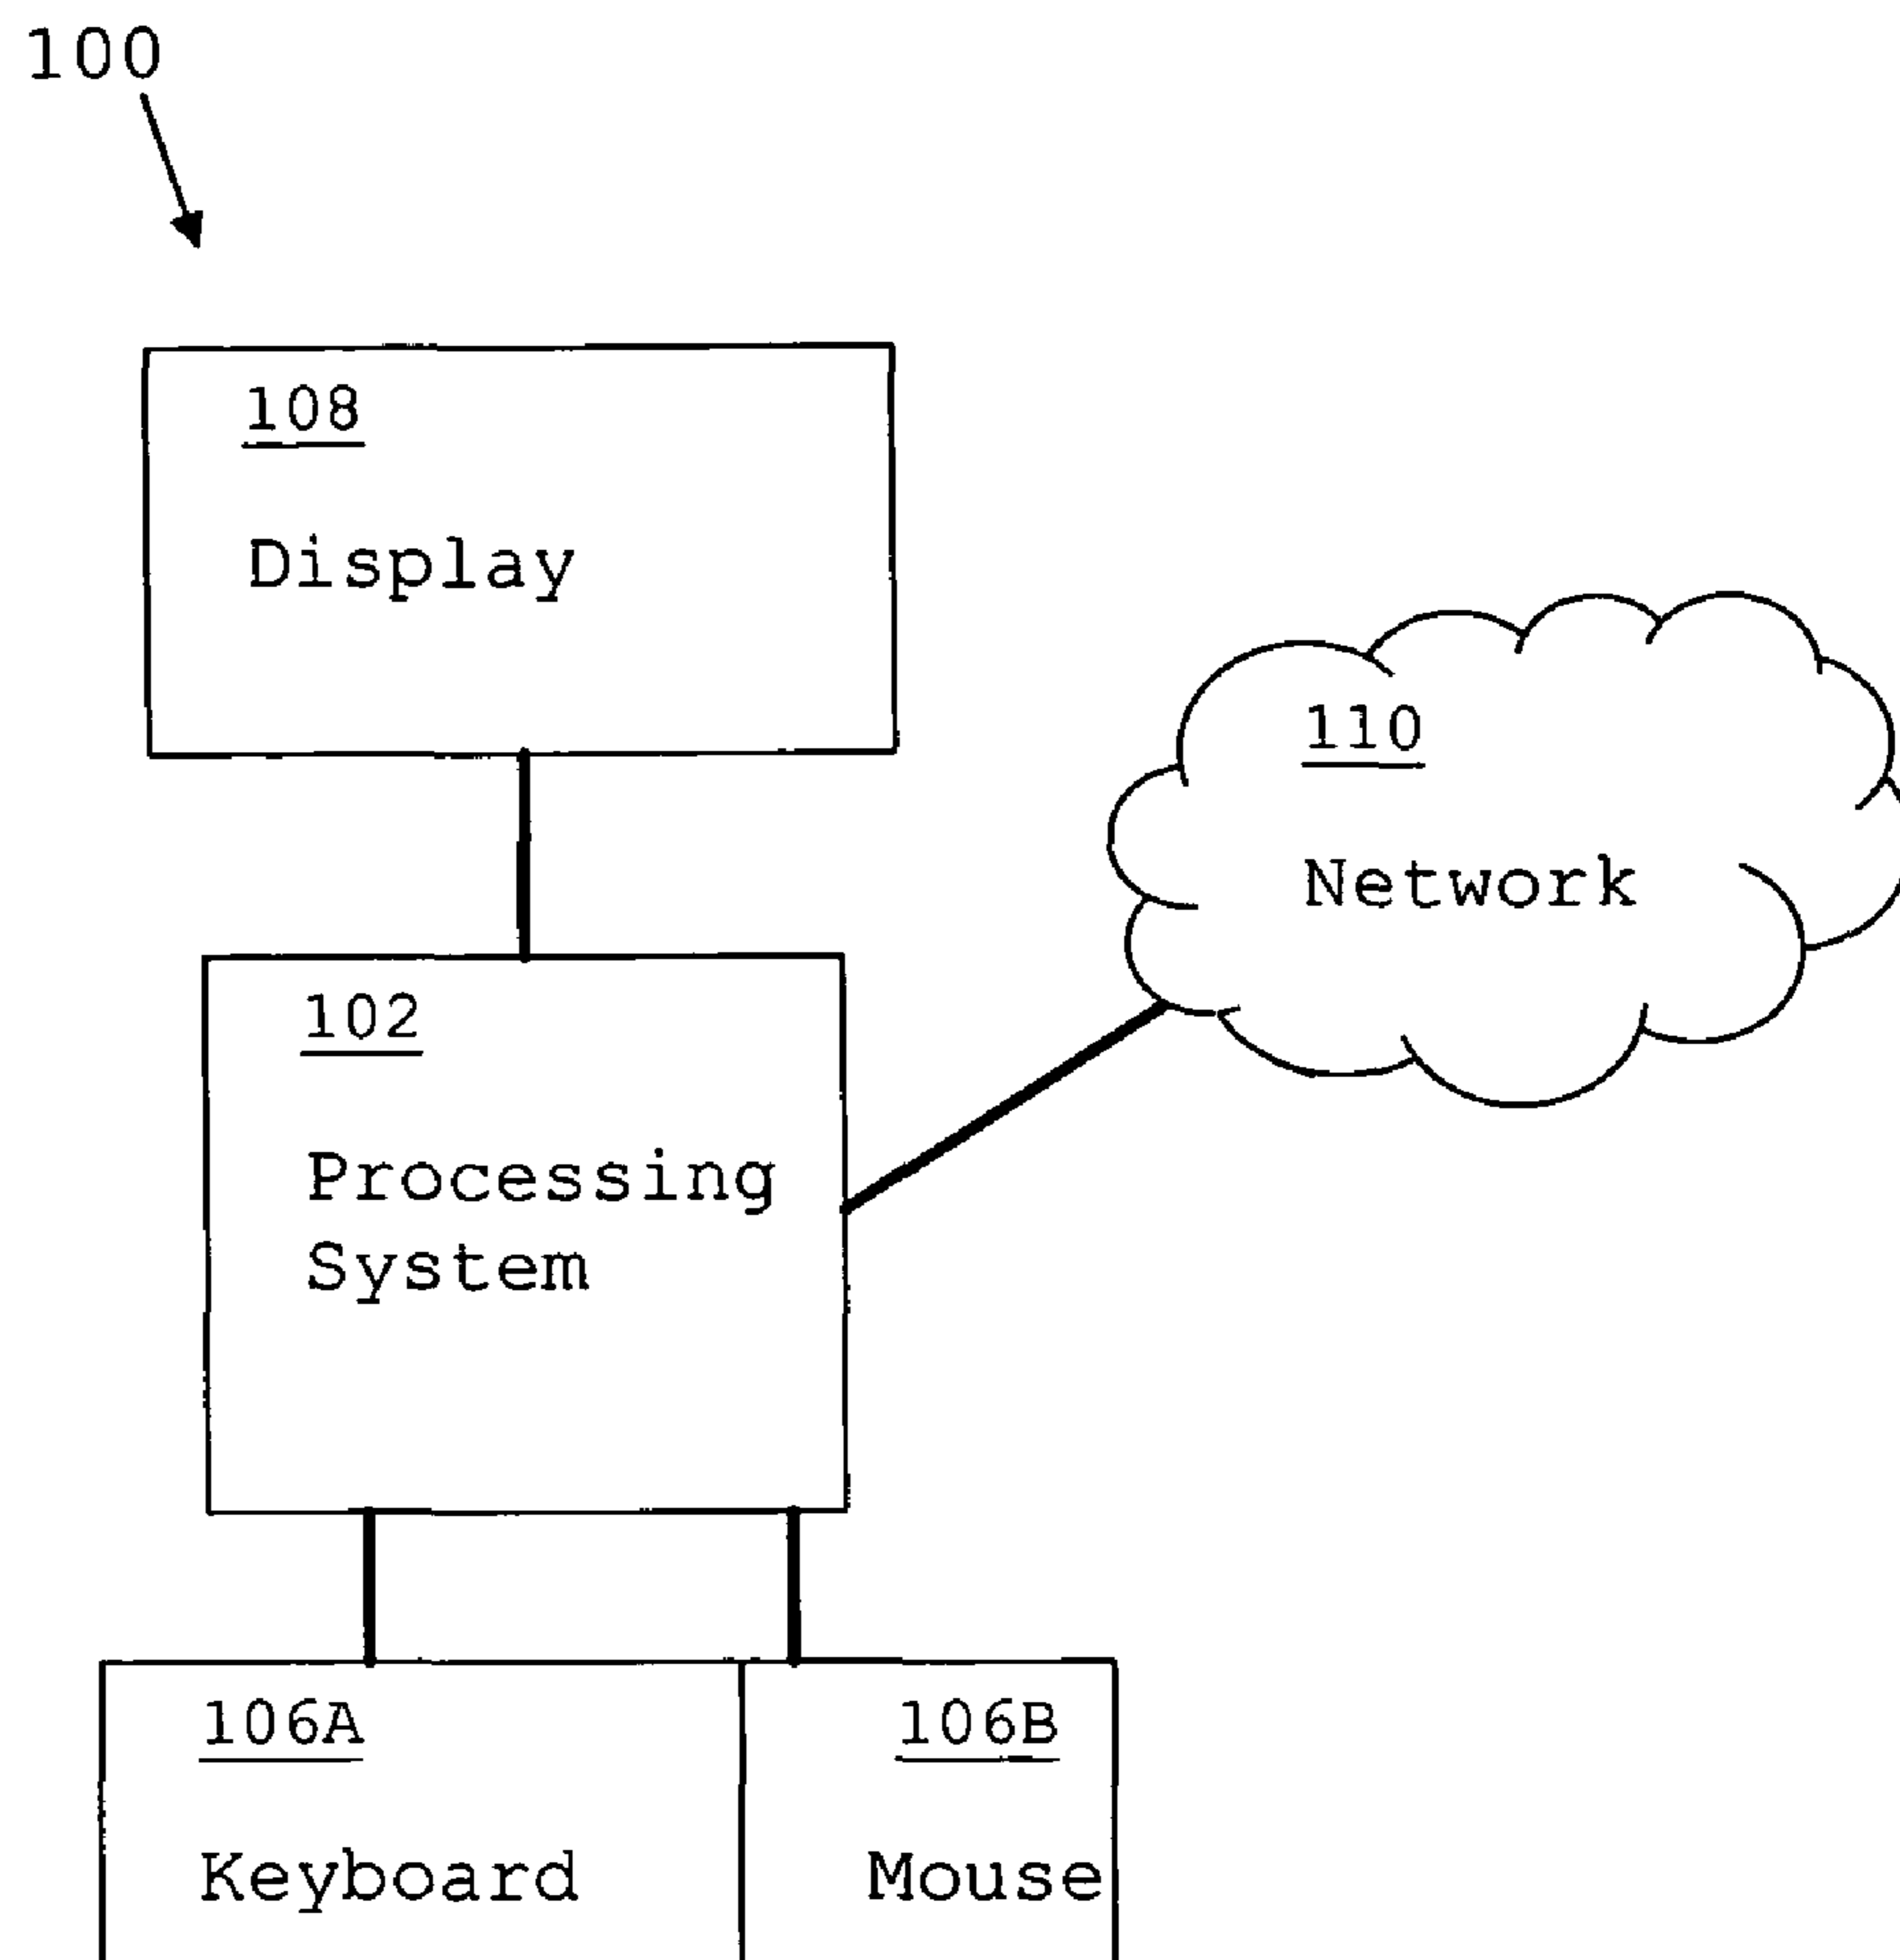 100
108
Display
110
Network
102
Processing
System
106A
Keyboard
106B
Mouse